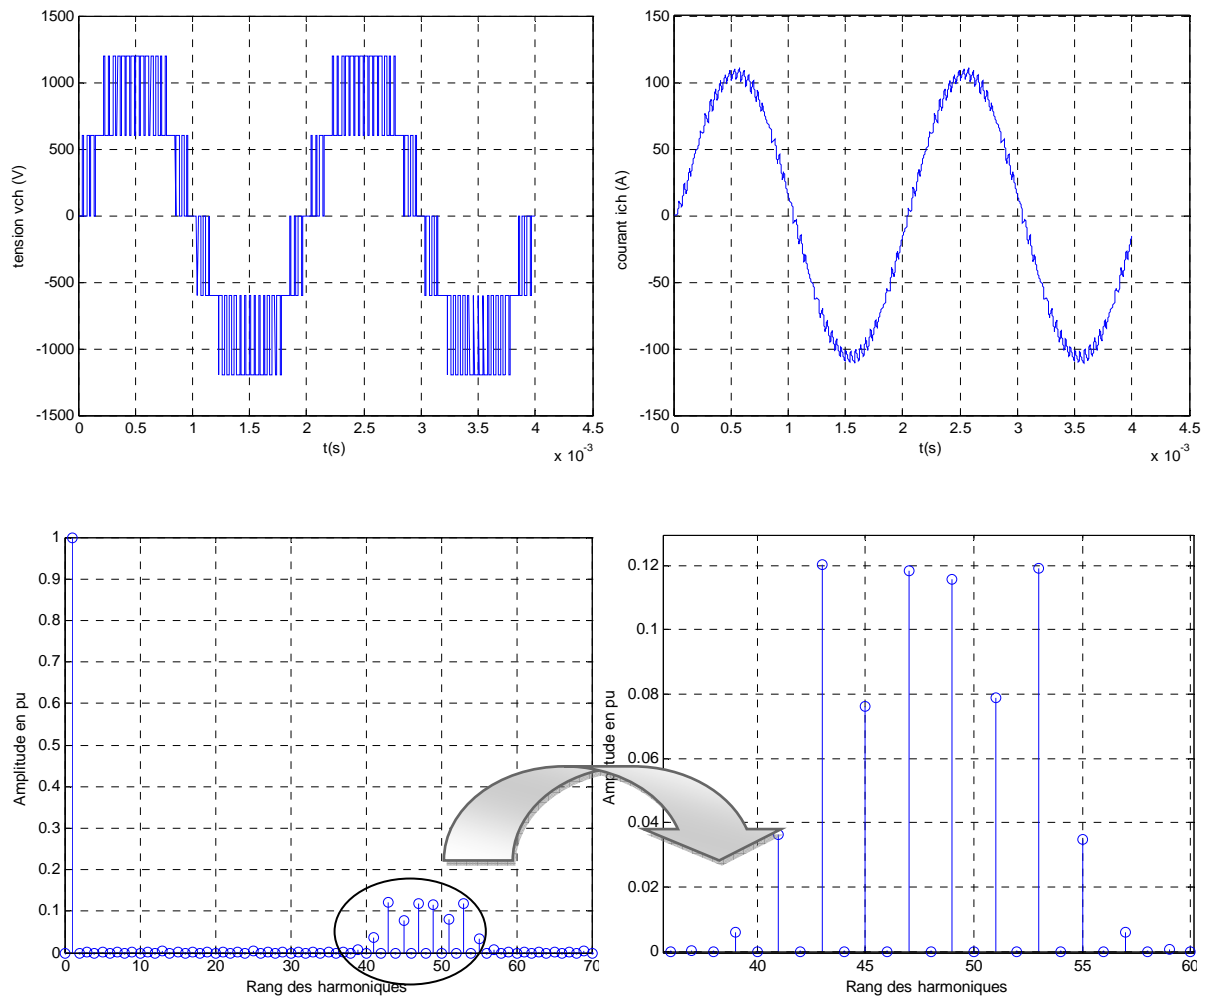 1500
1000
500
0
-500
-1000
-1500
tension vch (V)
0 0.5 1 1.5 2 2.5 3 3.5 4 4.5
t(s)
x 10^-3
150
100
50
0
-50
-100
-150
courant ich (A)
0 0.5 1 1.5 2 2.5 3 3.5 4 4.5
t(s)
x 10^-3
1
0.9
0.8
0.7
0.6
0.5
0.4
0.3
0.2
0.1
0
Amplitude en pu
0 10 20 30 40 50 60 70
Rang des harmoniques
0.12
0.1
0.08
0.06
0.04
0.02
0
Amplitude en pu
40 45 50 55 60
Rang des harmoniques